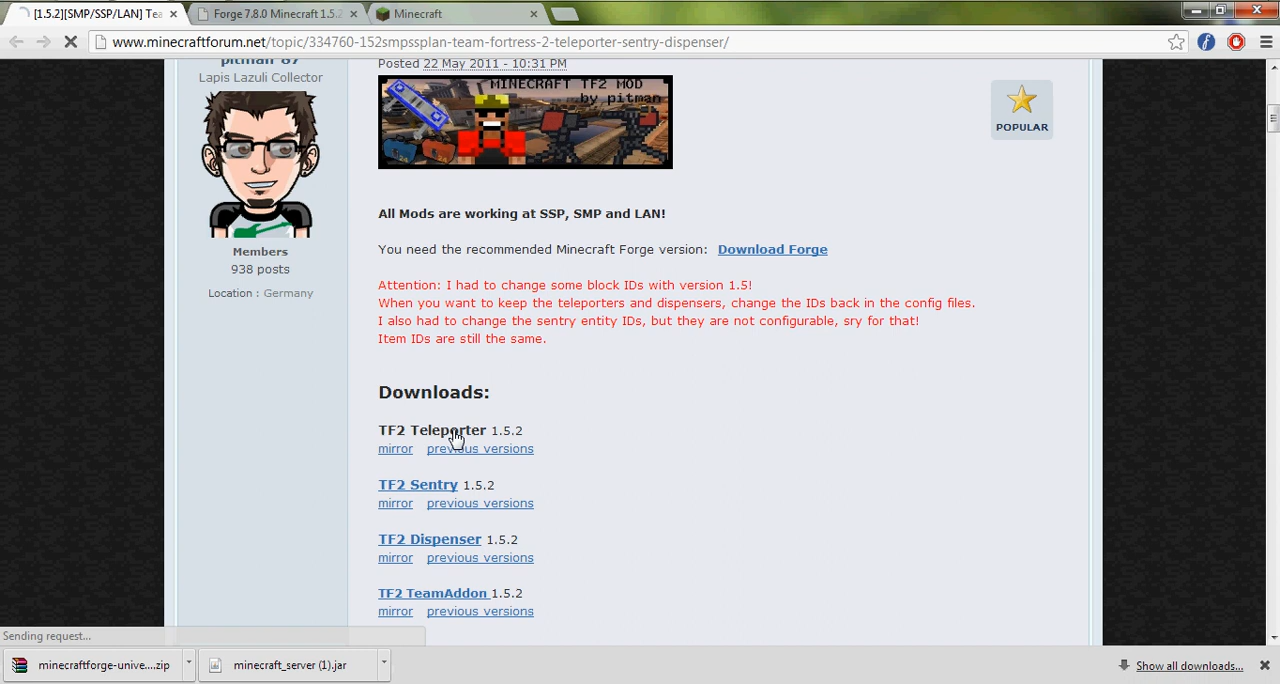 [1.5.2][SMP/SSP/LAN] Tea
Forge 7.8.0 Minecraft 1.5.2
Minecraft
www.minecraftforum.net/topic/334760-152smpssplan-team-fortress-2-teleporter-sentry-dispenser/
pitman-87
Lapis Lazuli Collector
Members
938 posts
Location : Germany
Posted 22 May 2011 - 10:31 PM
MINECRAFT TF2 MOD
by pitman
POPULAR
All Mods are working at SSP, SMP and LAN!
You need the recommended Minecraft Forge version: Download Forge
Attention: I had to change some block IDs with version 1.5!
When you want to keep the teleporters and dispensers, change the IDs back in the config files.
I also had to change the sentry entity IDs, but they are not configurable, sry for that!
Item IDs are still the same.
Downloads:
TF2 Teleporter 1.5.2
mirror previous versions
TF2 Sentry 1.5.2
mirror previous versions
TF2 Dispenser 1.5.2
mirror previous versions
TF2 TeamAddon 1.5.2
mirror previous versions
Sending request...
minecraftforge-unive....zip
minecraft_server (1).jar
Show all downloads...